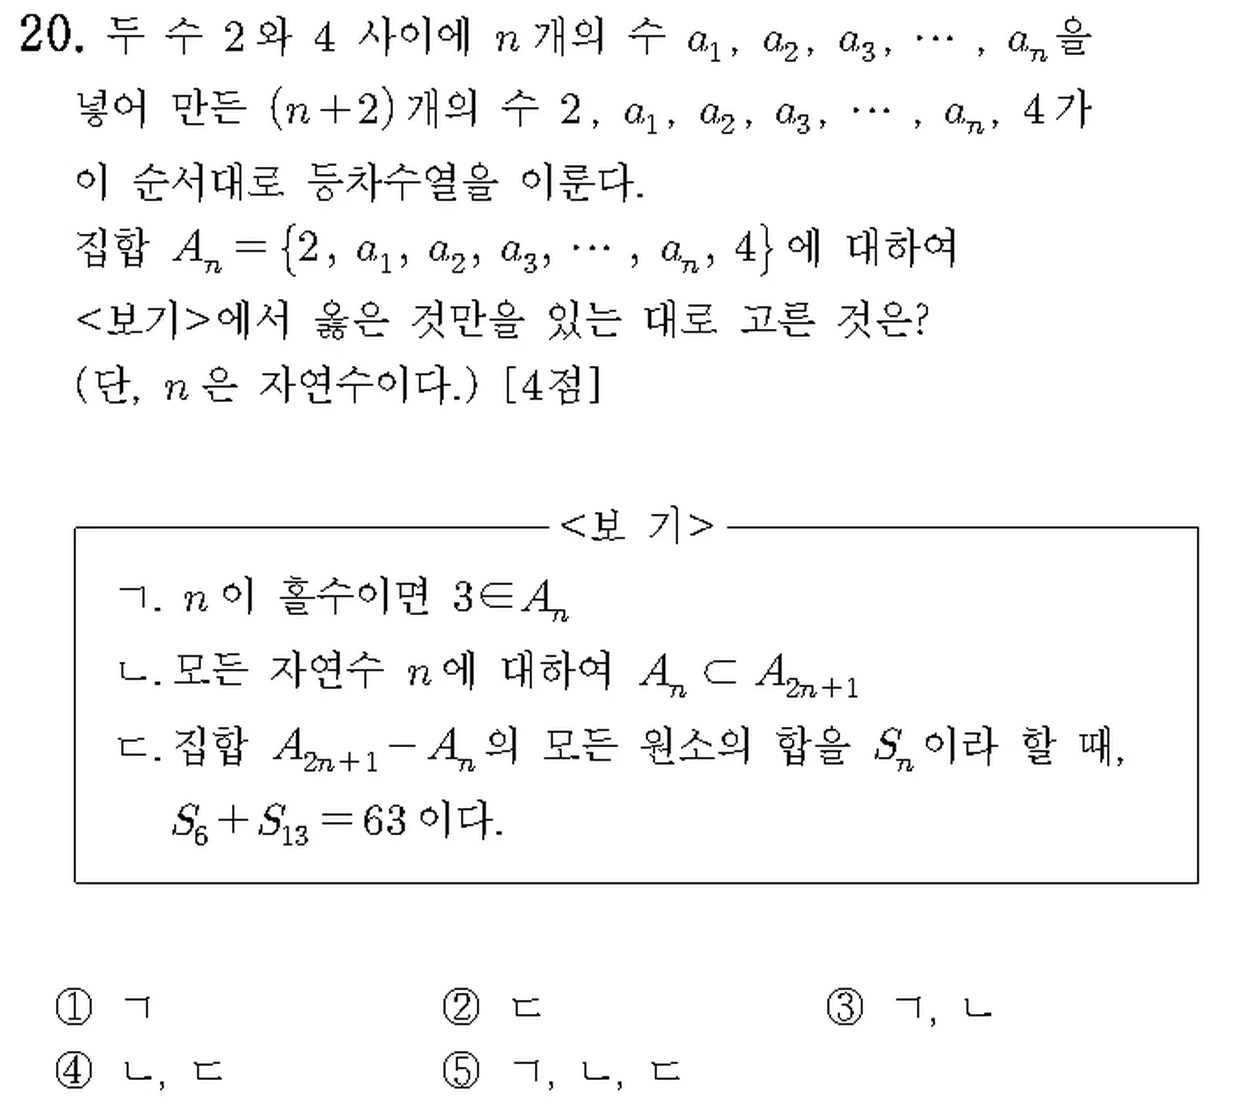 20. 두 수 2와 4 사이에 n개의 수 a₁, a₂, a₃, ⋯, aₙ을
넣어 만든 (n+2)개의 수 2, a₁, a₂, a₃, ⋯, aₙ, 4가
이 순서대로 등차수열을 이룬다.
집합 Aₙ={2, a₁, a₂, a₃, ⋯, aₙ, 4}에 대하여
<보기>에서 옳은 것만을 있는 대로 고른 것은?
(단, n은 자연수이다.) [4점]
<보 기>
ㄱ. n이 홀수이면 3∈Aₙ
ㄴ. 모든 자연수 n에 대하여 Aₙ⊂A₂ₙ₊₁
ㄷ. 집합 A₂ₙ₊₁−Aₙ의 모든 원소의 합을 Sₙ이라 할 때,
S₆+S₁₃=63이다.
① ㄱ ② ㄷ ③ ㄱ, ㄴ
④ ㄴ, ㄷ ⑤ ㄱ, ㄴ, ㄷ